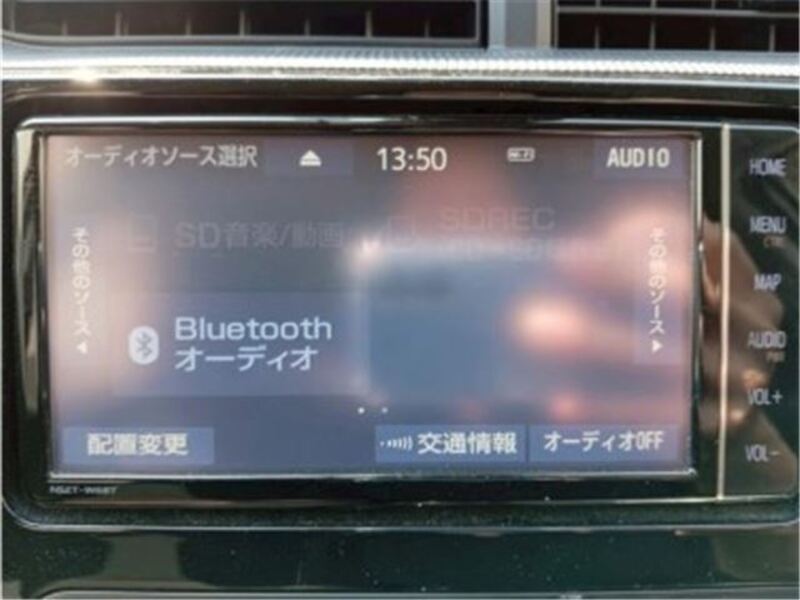 オーディオソース選択
13:50
AUDIO
SD音楽/動画
SDREC
その他のソース
その他のソース
Bluetooth
オーディオ
配置変更
交通情報
オーディオOFF
HOME
MENU
MAP
AUDIO
VOL+
VOL-